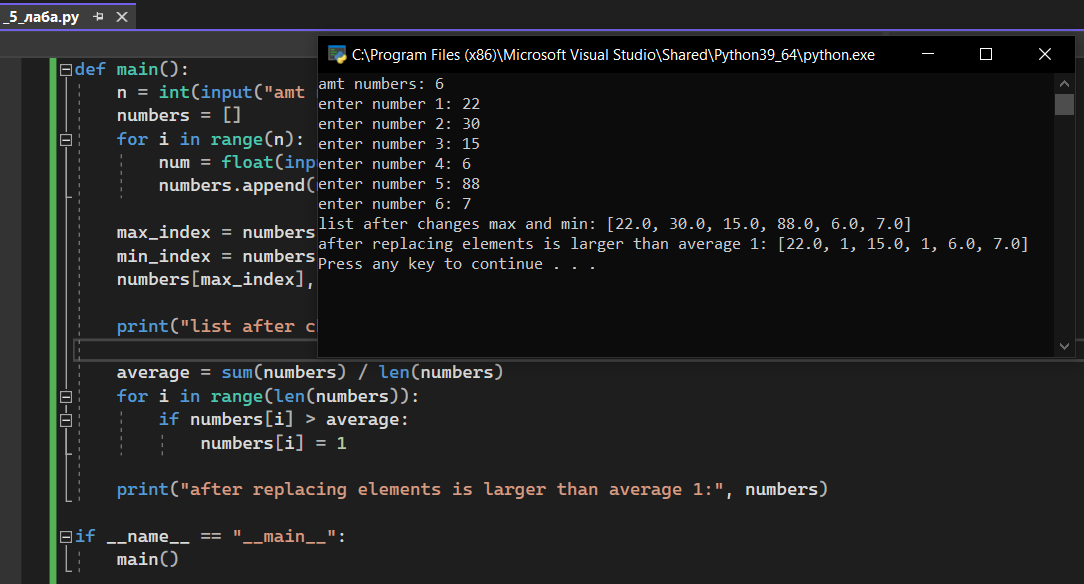 _5_лаба.py
C:\Program Files (x86)\Microsoft Visual Studio\Shared\Python39_64\python.exe
def main():
    n = int(input("amt
    numbers = []
    for i in range(n):
        num = float(inp
        numbers.append(
    max_index = numbers
    min_index = numbers
    numbers[max_index],
    print("list after c
    average = sum(numbers) / len(numbers)
    for i in range(len(numbers)):
        if numbers[i] > average:
            numbers[i] = 1
    print("after replacing elements is larger than average 1:", numbers)
if __name__ == "__main__":
    main()
amt numbers: 6
enter number 1: 22
enter number 2: 30
enter number 3: 15
enter number 4: 6
enter number 5: 88
enter number 6: 7
list after changes max and min: [22.0, 30.0, 15.0, 88.0, 6.0, 7.0]
after replacing elements is larger than average 1: [22.0, 1, 15.0, 1, 6.0, 7.0]
Press any key to continue . . .